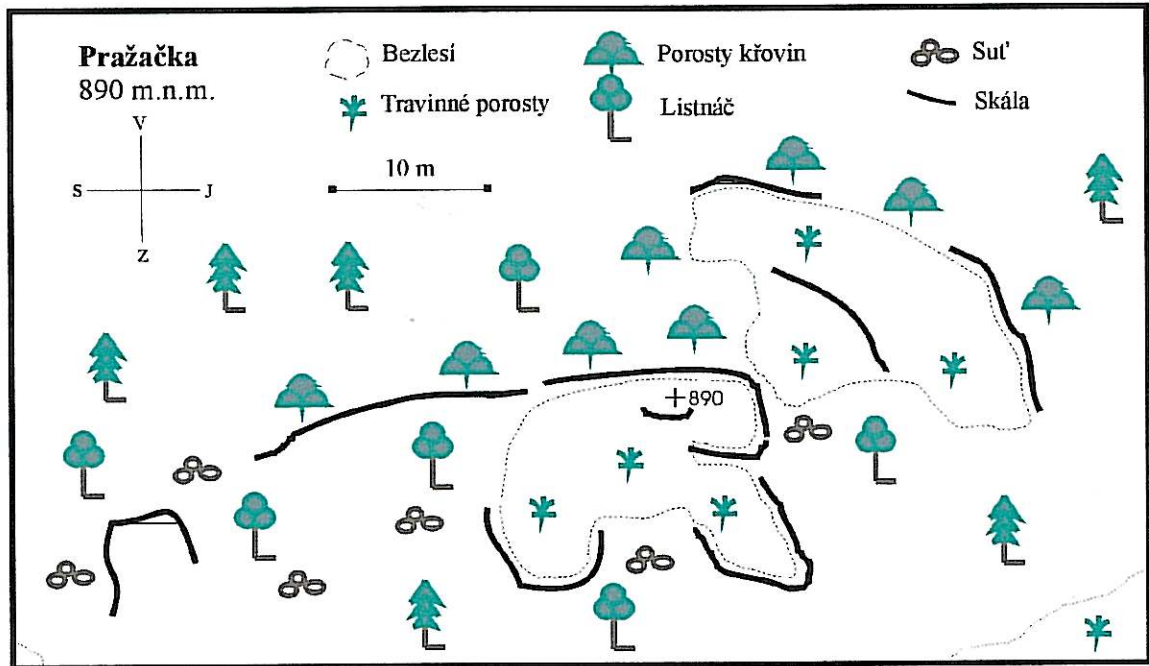 Pražačka
890 m.n.m.
V
S J
Z
Bezlesí
Travinné porosty
10 m
Porosty křovin
Listnáč
Suť
Skála
890